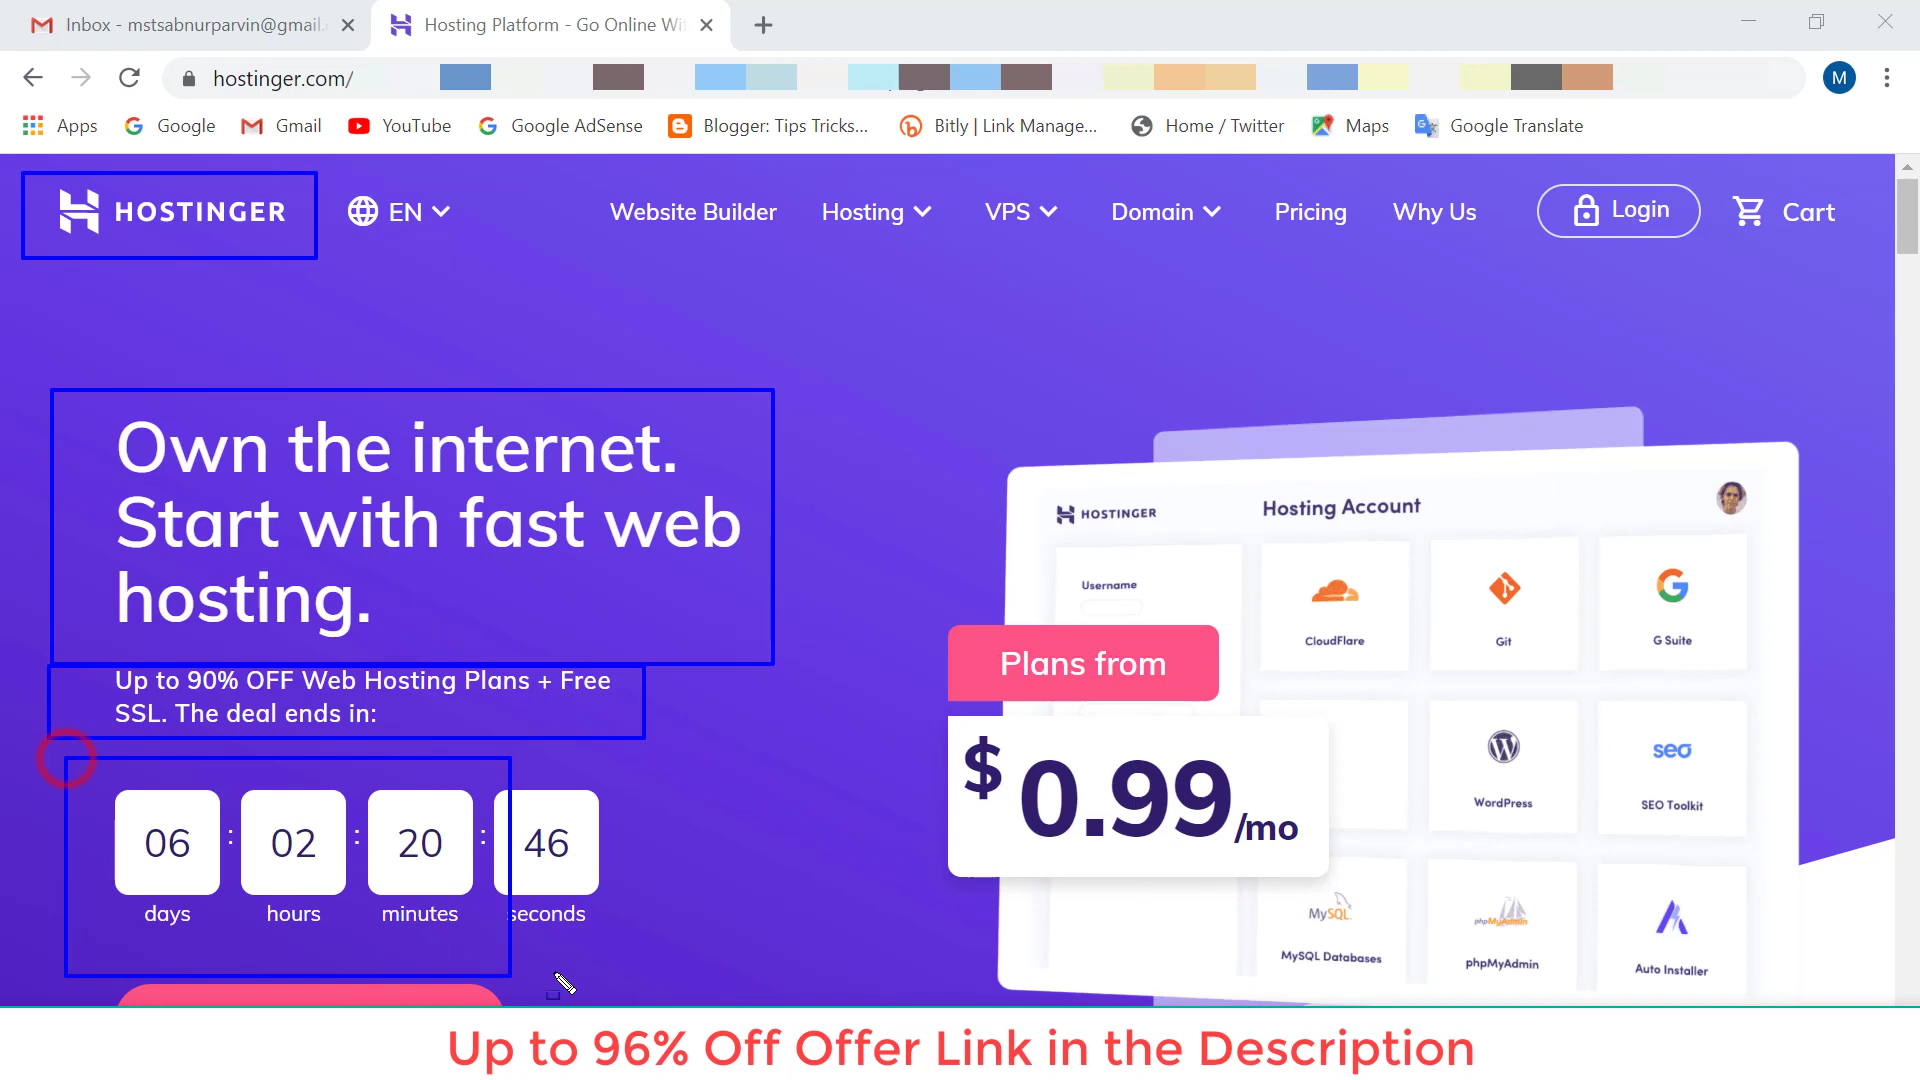 Inbox - mstsabnurparvin@gmail.
Hosting Platform - Go Online Wi
hostinger.com/
M
Apps
Google
Gmail
YouTube
Google AdSense
Blogger: Tips Tricks...
Bitly | Link Manage...
Home / Twitter
Maps
Google Translate
HOSTINGER
EN
Website Builder
Hosting
VPS
Domain
Pricing
Why Us
Login
Cart
Own the internet.
Start with fast web
hosting.
Up to 90% OFF Web Hosting Plans + Free
SSL. The deal ends in:
06 : 02 : 20 : 46
days hours minutes seconds
HOSTINGER
Hosting Account
Username
CloudFlare
Git
G Suite
Plans from
$ 0.99 /mo
WordPress
seo
SEO Toolkit
MySQL
MySQL Databases
phpMyAdmin
phpMyAdmin
Auto Installer
Up to 96% Off Offer Link in the Description